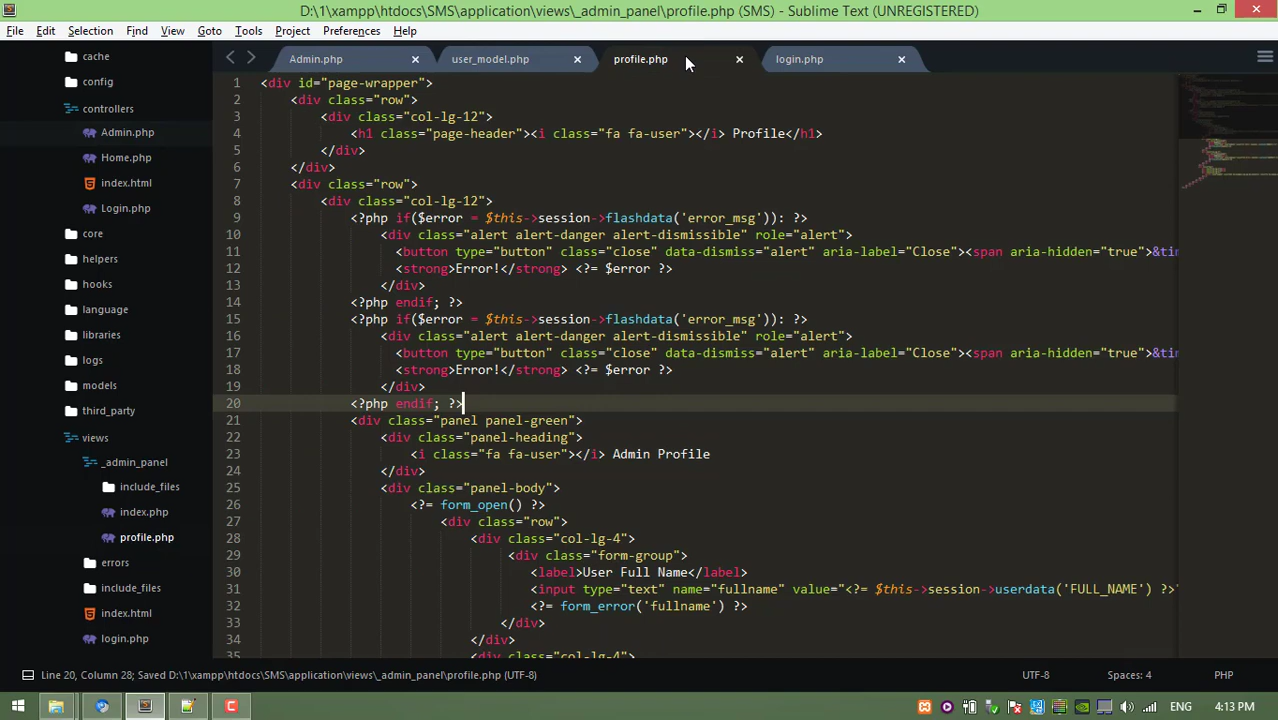 D:\1\xampp\htdocs\SMS\application\views\_admin_panel\profile.php (SMS) - Sublime Text (UNREGISTERED)
File Edit Selection Find View Goto Tools Project Preferences Help
cache
config
controllers
Admin.php
Home.php
index.html
Login.php
core
helpers
hooks
language
libraries
logs
models
third_party
views
_admin_panel
include_files
index.php
profile.php
errors
include_files
index.html
login.php
Admin.php user_model.php profile.php login.php
1 <div id="page-wrapper">
2 <div class="row">
3 <div class="col-lg-12">
4 <h1 class="page-header"><i class="fa fa-user"></i> Profile</h1>
5 </div>
6 </div>
7 <div class="row">
8 <div class="col-lg-12">
9 <?php if($error = $this->session->flashdata('error_msg')): ?>
10 <div class="alert alert-danger alert-dismissible" role="alert">
11 <button type="button" class="close" data-dismiss="alert" aria-label="Close"><span aria-hidden="true">&tim
12 <strong>Error!</strong> <?= $error ?>
13 </div>
14 <?php endif; ?>
15 <?php if($error = $this->session->flashdata('error_msg')): ?>
16 <div class="alert alert-danger alert-dismissible" role="alert">
17 <button type="button" class="close" data-dismiss="alert" aria-label="Close"><span aria-hidden="true">&tim
18 <strong>Error!</strong> <?= $error ?>
19 </div>
20 <?php endif; ?>
21 <div class="panel panel-green">
22 <div class="panel-heading">
23 <i class="fa fa-user"></i> Admin Profile
24 </div>
25 <div class="panel-body">
26 <?= form_open() ?>
27 <div class="row">
28 <div class="col-lg-4">
29 <div class="form-group">
30 <label>User Full Name</label>
31 <input type="text" name="fullname" value="<?= $this->session->userdata('FULL_NAME') ?>"
32 <?= form_error('fullname') ?>
33 </div>
34 </div>
35 <div class="col-lg-4">
Line 20, Column 28; Saved D:\1\xampp\htdocs\SMS\application\views\_admin_panel\profile.php (UTF-8) UTF-8 Spaces: 4 PHP
ENG 4:13 PM